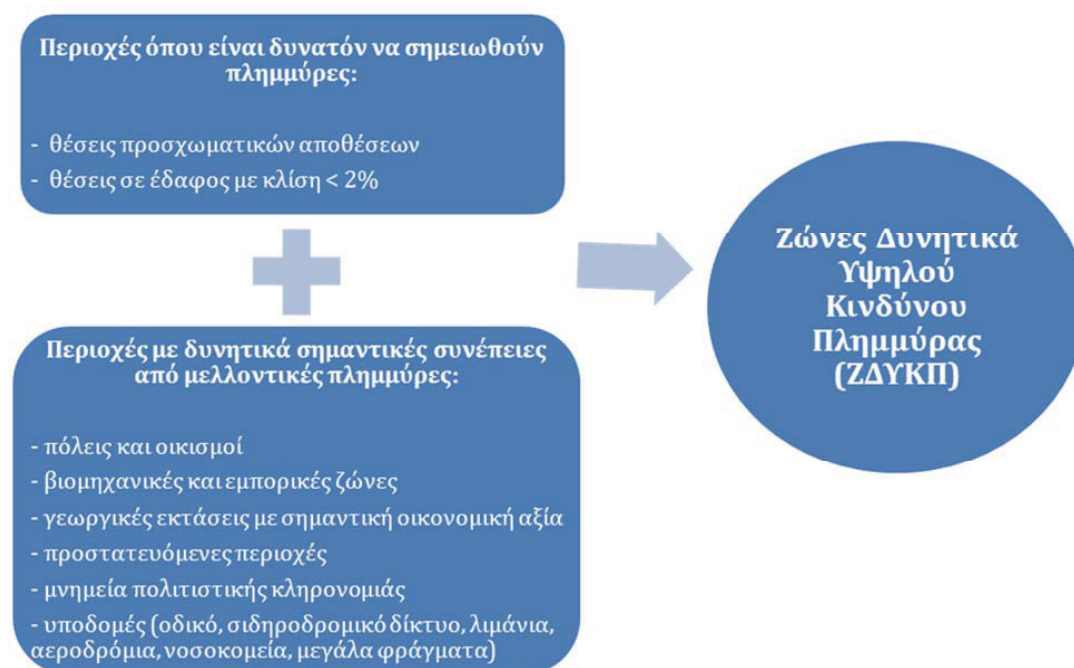 Περιοχές όπου είναι δυνατόν να σημειωθούν
πλημμύρες:
- θέσεις προσχωματικών αποθέσεων
- θέσεις σε έδαφος με κλίση < 2%
Περιοχές με δυνητικά σημαντικές συνέπειες
από μελλοντικές πλημμύρες:
- πόλεις και οικισμοί
- βιομηχανικές και εμπορικές ζώνες
- γεωργικές εκτάσεις με σημαντική οικονομική αξία
- προστατευόμενες περιοχές
- μνημεία πολιτιστικής κληρονομιάς
- υποδομές (οδικό, σιδηροδρομικό δίκτυο, λιμάνια,
αεροδρόμια, νοσοκομεία, μεγάλα φράγματα)
Ζώνες Δυνητικά
Υψηλού
Κινδύνου
Πλημμύρας
(ΖΔΥΚΠ)